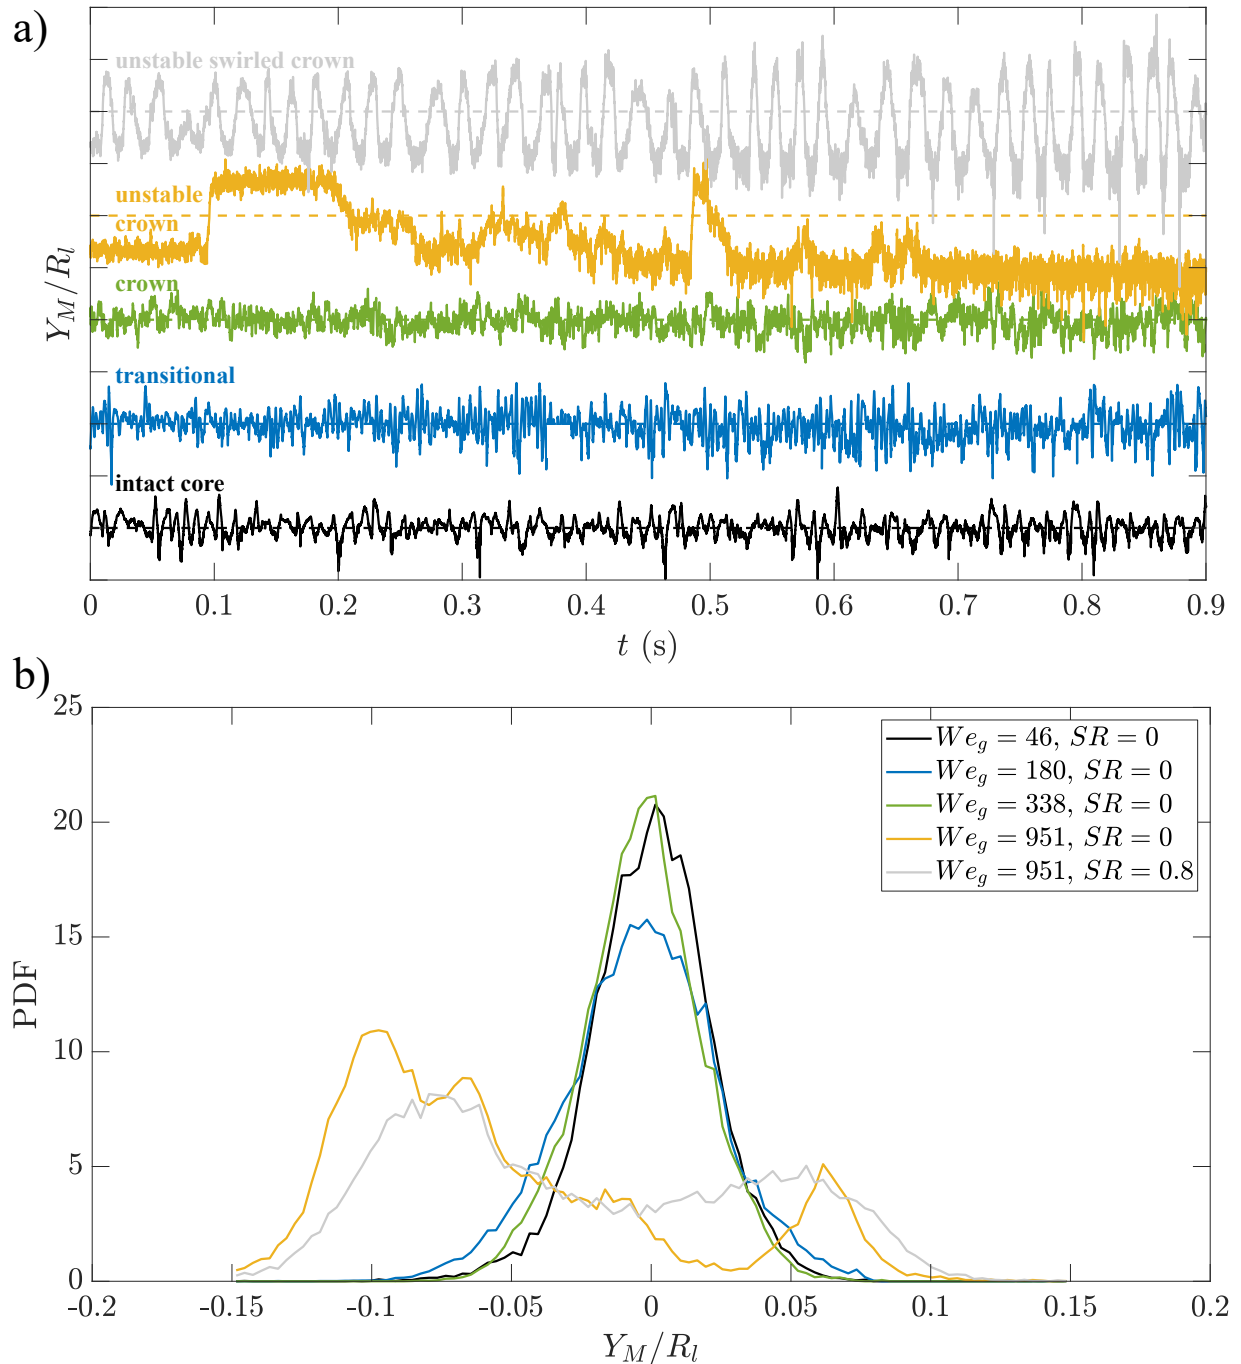 a)
unstable swirled crown
unstable
crown
crown
transitional
intact core
Y_M/R_l
0 0.1 0.2 0.3 0.4 0.5 0.6 0.7 0.8 0.9
t (s)
b)
25
20
15
10
5
0
PDF
We_g = 46, SR = 0
We_g = 180, SR = 0
We_g = 338, SR = 0
We_g = 951, SR = 0
We_g = 951, SR = 0.8
-0.2 -0.15 -0.1 -0.05 0 0.05 0.1 0.15 0.2
Y_M/R_l